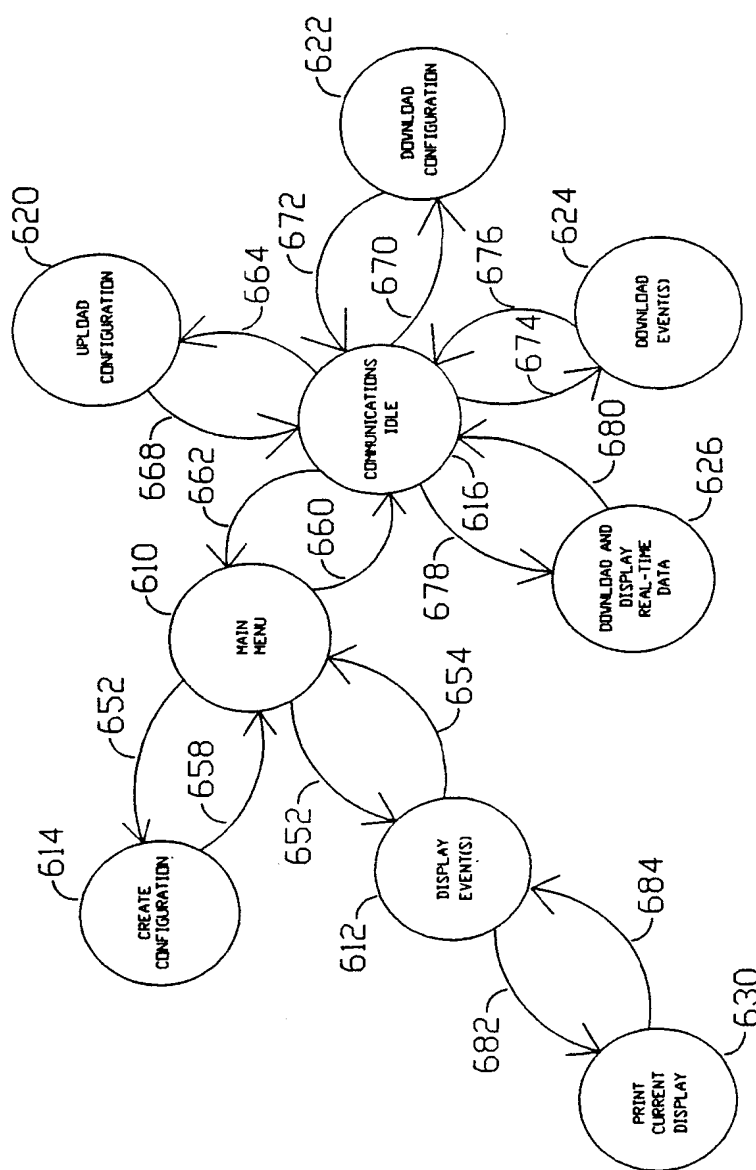 614
620
UPLOAD
CONFIGURATION
652
610
668
CREATE
CONFIGURATION
658
662
MAIN
MENU
664
652
660
622
612
COMMUNICATIONS
IDLE
672
670
DOWNLOAD
CONFIGURATION
DISPLAY
EVENT(S)
654
678
616
676
682
674
624
680
DOWNLOAD AND
DISPLAY
REAL-TIME
DATA
DOWNLOAD
EVENT(S)
PRINT
CURRENT
DISPLAY
684
626
630